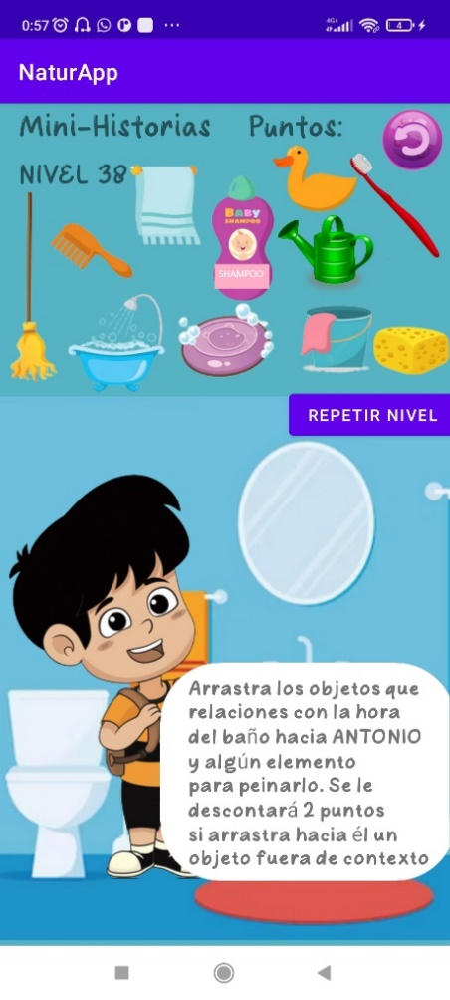 0:57
4G+
4
NaturApp
Mini-Historias Puntos:
NIVEL 38
BABY
SHAMPOO
SHAMPOO
REPETIR NIVEL
Arrastra los objetos que
relaciones con la hora
del baño hacia ANTONIO
y algún elemento
para peinarlo. Se le
descontará 2 puntos
si arrastra hacia él un
objeto fuera de contexto